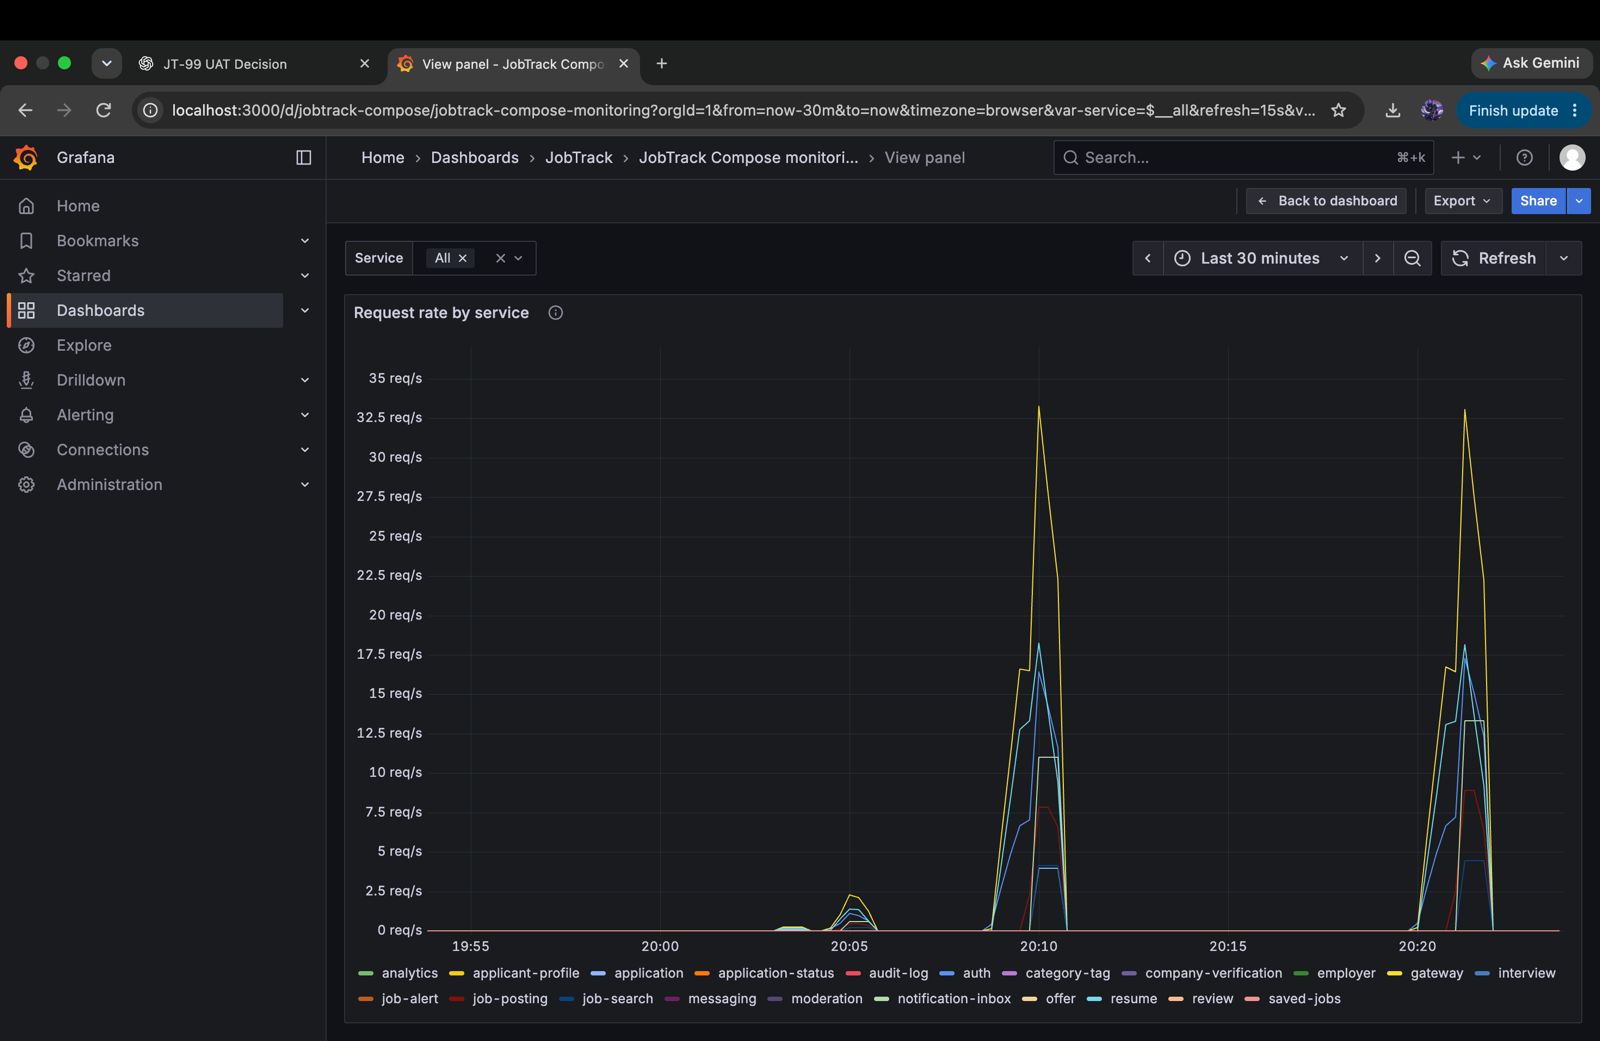 JT-99 UAT Decision
View panel - JobTrack Compo
Ask Gemini
localhost:3000/d/jobtrack-compose/jobtrack-compose-monitoring?orgId=1&from=now-30m&to=now&timezone=browser&var-service=$__all&refresh=15s&v...
Finish update
Grafana
Home › Dashboards › JobTrack › JobTrack Compose monitori... › View panel
Search...
⌘+k
Home
Bookmarks
Starred
Dashboards
Explore
Drilldown
Alerting
Connections
Administration
Back to dashboard
Export
Share
Service
All
Last 30 minutes
Refresh
Request rate by service
35 req/s
32.5 req/s
30 req/s
27.5 req/s
25 req/s
22.5 req/s
20 req/s
17.5 req/s
15 req/s
12.5 req/s
10 req/s
7.5 req/s
5 req/s
2.5 req/s
0 req/s
19:55 20:00 20:05 20:10 20:15 20:20
analytics applicant-profile application application-status audit-log auth category-tag company-verification employer gateway interview
job-alert job-posting job-search messaging moderation notification-inbox offer resume review saved-jobs